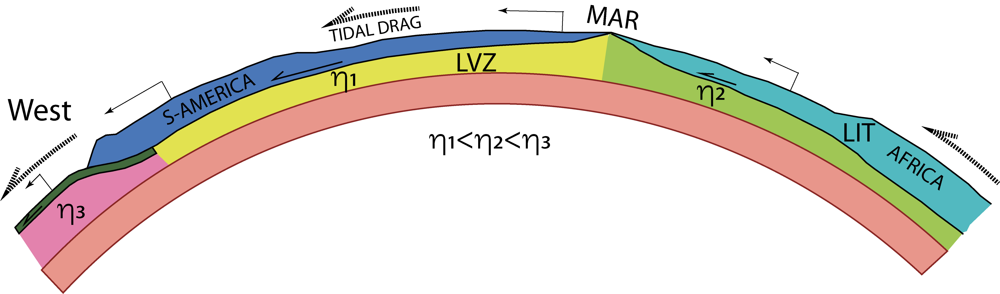 MAR
TIDAL DRAG
LVZ
η1
S-AMERICA
η2
West
LIT
η1<η2<η3
AFRICA
η3